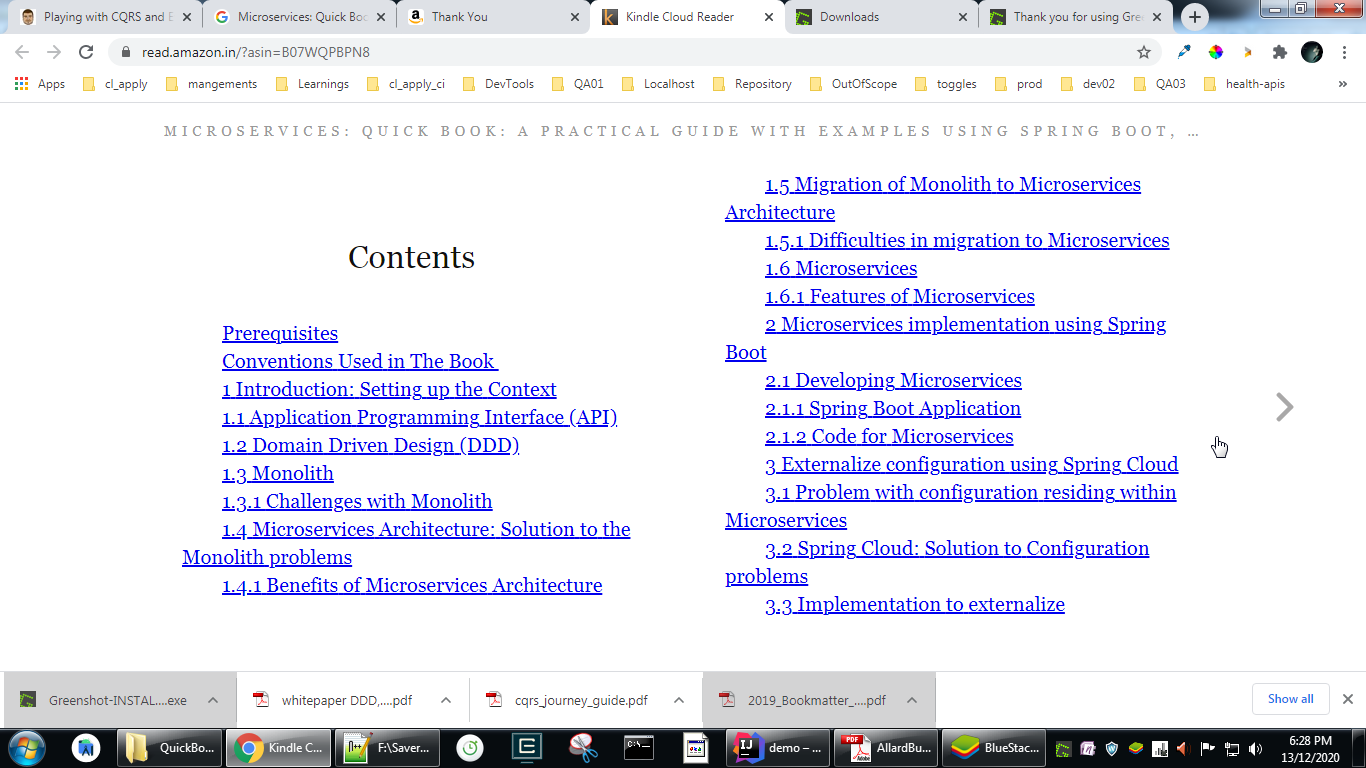 Playing with CQRS and E
Microservices: Quick Boo
Thank You
Kindle Cloud Reader
Downloads
Thank you for using Gre
read.amazon.in/?asin=B07WQPBPN8
Apps
cl_apply
mangements
Learnings
cl_apply_ci
DevTools
QA01
Localhost
Repository
OutOfScope
toggles
prod
dev02
QA03
health-apis
»
MICROSERVICES: QUICK BOOK: A PRACTICAL GUIDE WITH EXAMPLES USING SPRING BOOT, …
Contents
Prerequisites
Conventions Used in The Book
1 Introduction: Setting up the Context
1.1 Application Programming Interface (API)
1.2 Domain Driven Design (DDD)
1.3 Monolith
1.3.1 Challenges with Monolith
1.4 Microservices Architecture: Solution to the
Monolith problems
1.4.1 Benefits of Microservices Architecture
1.5 Migration of Monolith to Microservices
Architecture
1.5.1 Difficulties in migration to Microservices
1.6 Microservices
1.6.1 Features of Microservices
2 Microservices implementation using Spring
Boot
2.1 Developing Microservices
2.1.1 Spring Boot Application
2.1.2 Code for Microservices
3 Externalize configuration using Spring Cloud
3.1 Problem with configuration residing within
Microservices
3.2 Spring Cloud: Solution to Configuration
problems
3.3 Implementation to externalize
Greenshot-INSTAL....exe
whitepaper DDD,....pdf
cqrs_journey_guide.pdf
2019_Bookmatter_....pdf
Show all
QuickBo...
Kindle C...
F:\Saver...
demo – ...
AllardBu...
BlueStac...
6:28 PM
13/12/2020